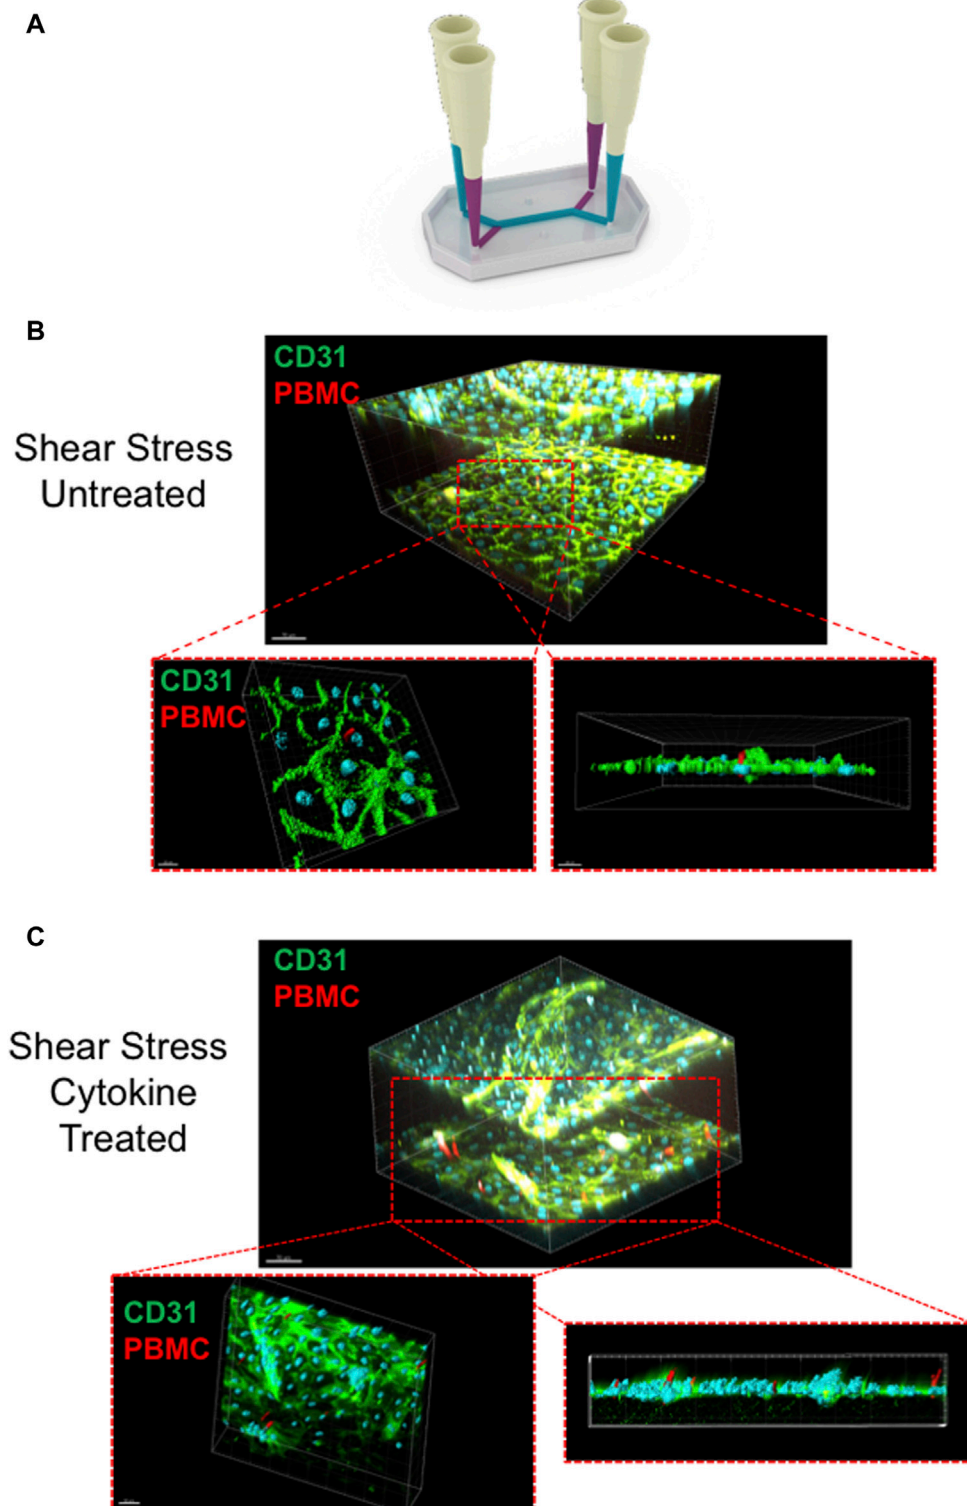 A
B
CD31
PBMC
Shear Stress
Untreated
CD31
PBMC
C
CD31
PBMC
Shear Stress
Cytokine
Treated
CD31
PBMC